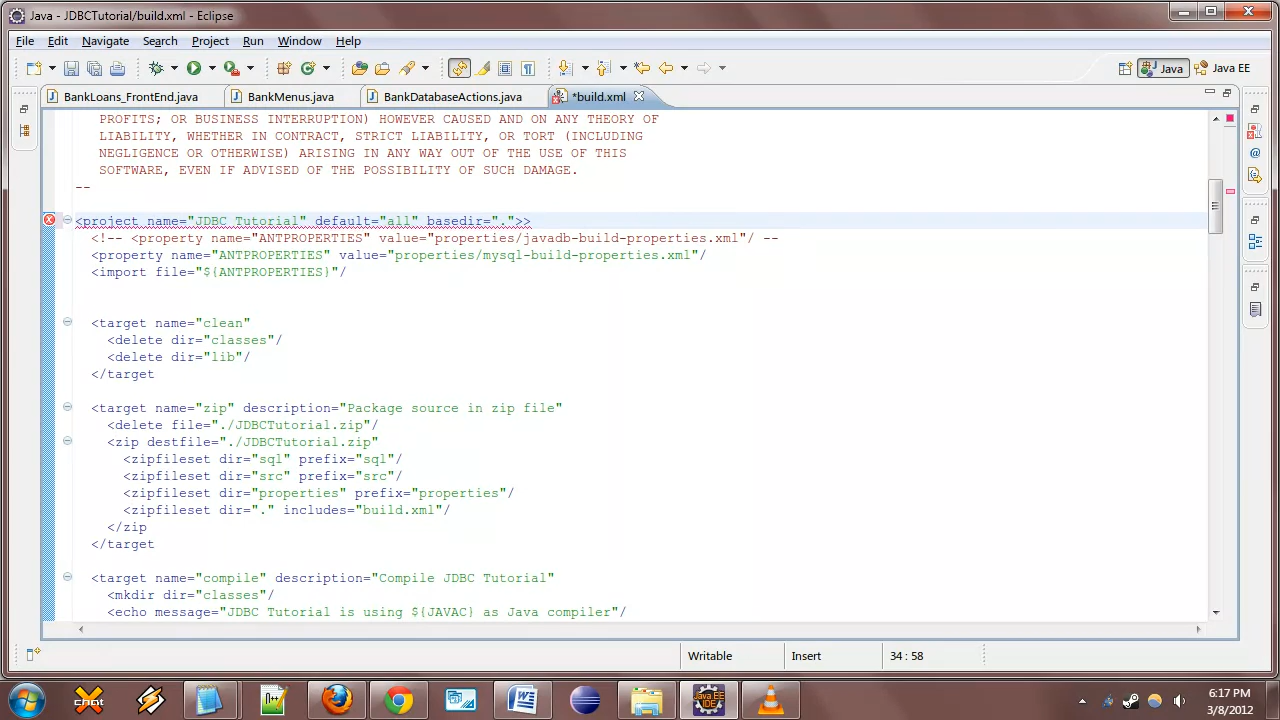 Java - JDBCTutorial/build.xml - Eclipse
File Edit Navigate Search Project Run Window Help
Java Java EE
BankLoans_FrontEnd.java BankMenus.java BankDatabaseActions.java *build.xml
PROFITS; OR BUSINESS INTERRUPTION) HOWEVER CAUSED AND ON ANY THEORY OF
LIABILITY, WHETHER IN CONTRACT, STRICT LIABILITY, OR TORT (INCLUDING
NEGLIGENCE OR OTHERWISE) ARISING IN ANY WAY OUT OF THE USE OF THIS
SOFTWARE, EVEN IF ADVISED OF THE POSSIBILITY OF SUCH DAMAGE.
--
<project name="JDBC Tutorial" default="all" basedir=".">>
<!-- <property name="ANTPROPERTIES" value="properties/javadb-build-properties.xml"/ --
<property name="ANTPROPERTIES" value="properties/mysql-build-properties.xml"/
<import file="${ANTPROPERTIES}"/
<target name="clean"
<delete dir="classes"/
<delete dir="lib"/
</target
<target name="zip" description="Package source in zip file"
<delete file="./JDBCTutorial.zip"/
<zip destfile="./JDBCTutorial.zip"
<zipfileset dir="sql" prefix="sql"/
<zipfileset dir="src" prefix="src"/
<zipfileset dir="properties" prefix="properties"/
<zipfileset dir="." includes="build.xml"/
</zip
</target
<target name="compile" description="Compile JDBC Tutorial"
<mkdir dir="classes"/
<echo message="JDBC Tutorial is using ${JAVAC} as Java compiler"/
Writable Insert 34 : 58
6:17 PM
3/8/2012